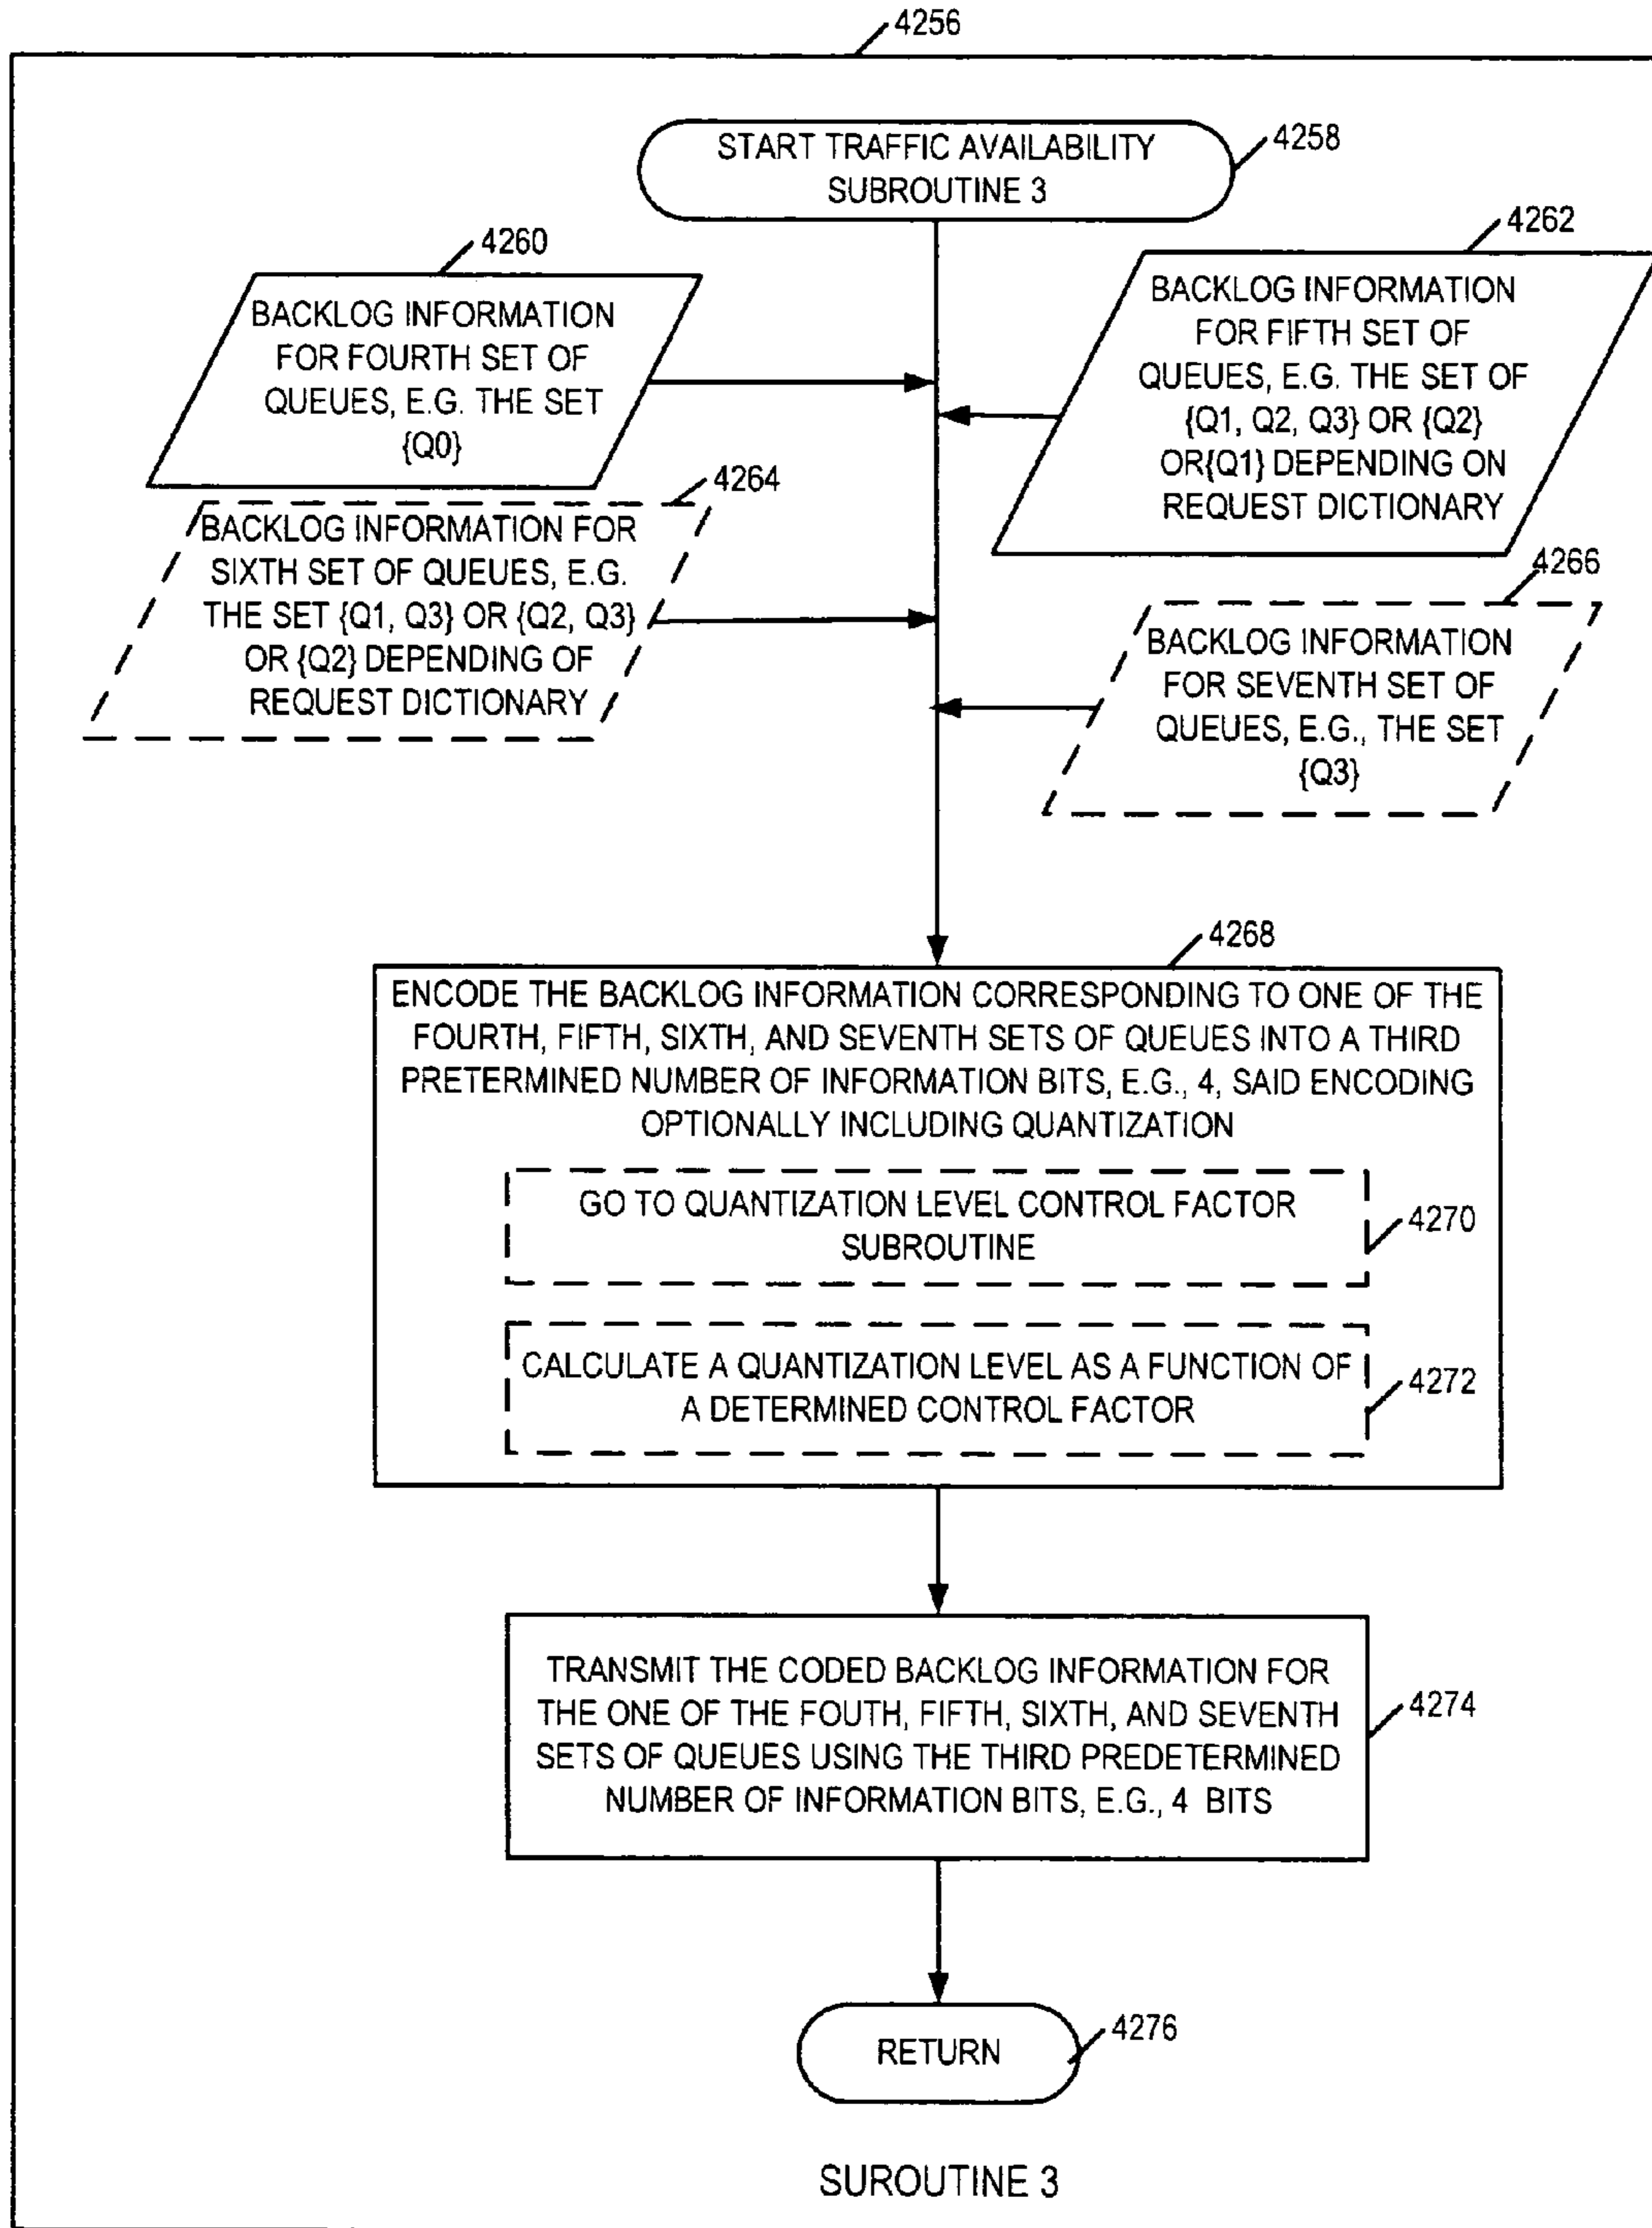 4256
START TRAFFIC AVAILABILITY
SUBROUTINE 3
4258
4260
BACKLOG INFORMATION
FOR FOURTH SET OF
QUEUES, E.G. THE SET
{Q0}
4262
BACKLOG INFORMATION
FOR FIFTH SET OF
QUEUES, E.G. THE SET OF
{Q1, Q2, Q3} OR {Q2}
OR{Q1} DEPENDING ON
REQUEST DICTIONARY
4264
BACKLOG INFORMATION FOR
SIXTH SET OF QUEUES, E.G.
THE SET {Q1, Q3} OR {Q2, Q3}
OR {Q2} DEPENDING OF
REQUEST DICTIONARY
4266
BACKLOG INFORMATION
FOR SEVENTH SET OF
QUEUES, E.G., THE SET
{Q3}
4268
ENCODE THE BACKLOG INFORMATION CORRESPONDING TO ONE OF THE
FOURTH, FIFTH, SIXTH, AND SEVENTH SETS OF QUEUES INTO A THIRD
PRETERMINED NUMBER OF INFORMATION BITS, E.G., 4, SAID ENCODING
OPTIONALLY INCLUDING QUANTIZATION
GO TO QUANTIZATION LEVEL CONTROL FACTOR
SUBROUTINE
4270
CALCULATE A QUANTIZATION LEVEL AS A FUNCTION OF
A DETERMINED CONTROL FACTOR
4272
TRANSMIT THE CODED BACKLOG INFORMATION FOR
THE ONE OF THE FOUTH, FIFTH, SIXTH, AND SEVENTH
SETS OF QUEUES USING THE THIRD PREDETERMINED
NUMBER OF INFORMATION BITS, E.G., 4 BITS
4274
RETURN
4276
SUROUTINE 3